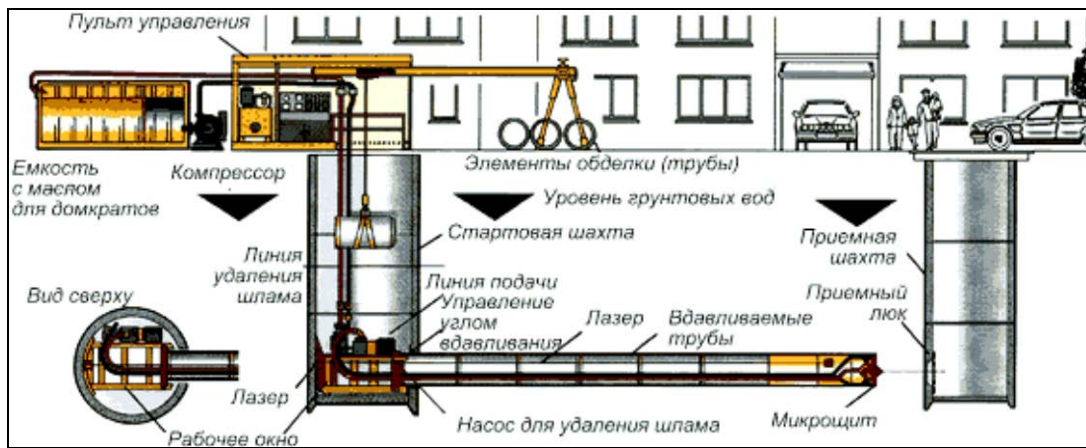 Пульт управления
Емкость
с маслом
для домкратов
Компрессор
Элементы обделки (трубы)
Уровень грунтовых вод
Стартовая шахта
Линия
удаления
шлама
Приемная
шахта
Вид сверху
Линия подачи
Управление
углом
вдавливания
Лазер
Вдавливаемые
трубы
Приемный
люк
Лазер
Рабочее окно
Насос для удаления шлама
Микрощит